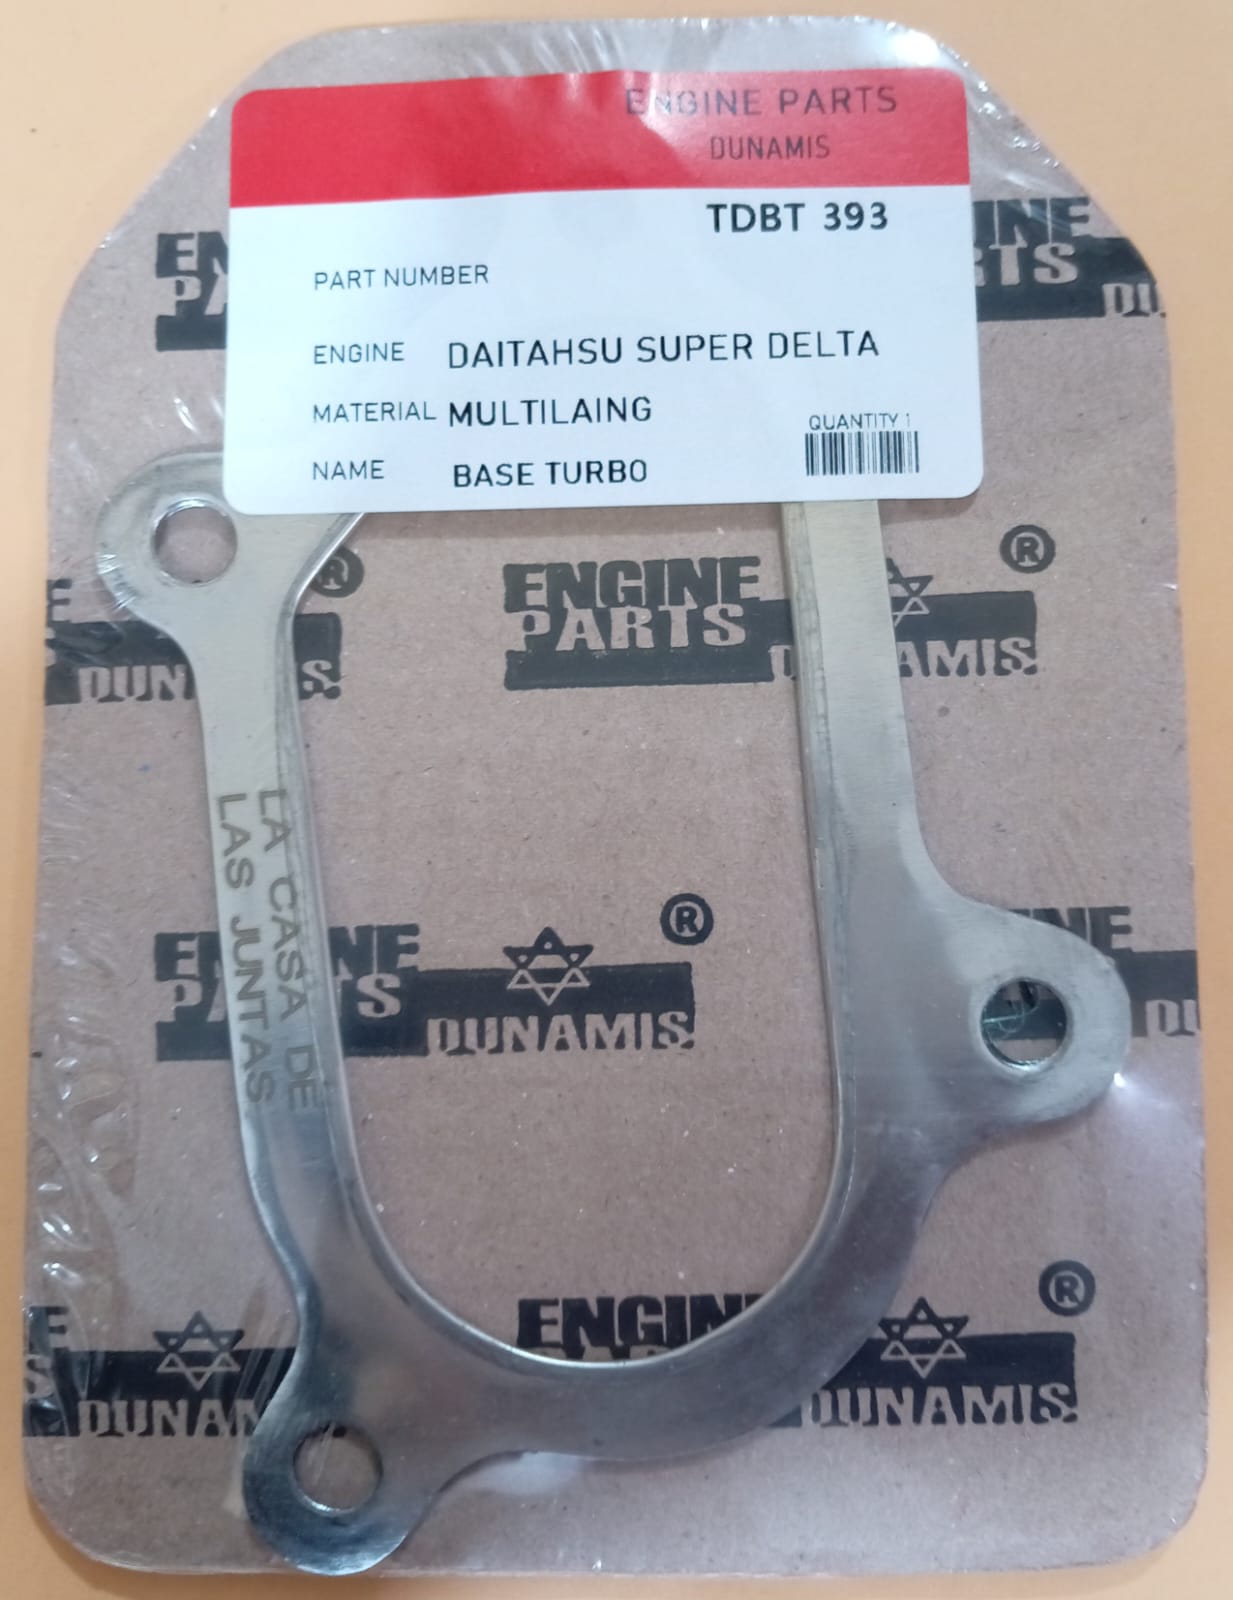 ENGINE PARTS
DUNAMIS
TDBT 393
PART NUMBER
ENGINE DAITAHSU SUPER DELTA
MATERIAL MULTILAING
QUANTITY 1
NAME BASE TURBO
ENGINE
PARTS
DUNAMIS
®
LA CASA DE
LAS JUNTAS
ENGINE
PARTS
DUNAMIS
®
ENGINE
PARTS
DUNAMIS
®